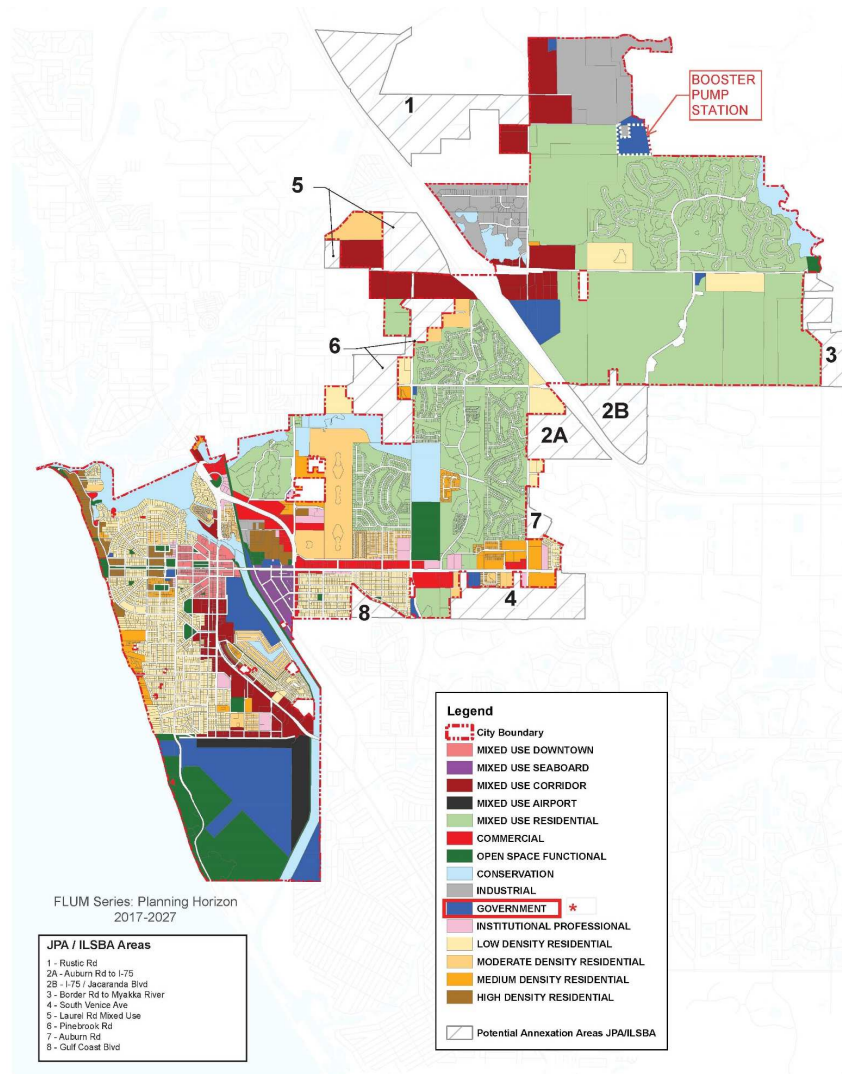 BOOSTER
PUMP
STATION
1
5
6
3
2B
2A
7
4
8
Legend
City Boundary
MIXED USE DOWNTOWN
MIXED USE SEABOARD
MIXED USE CORRIDOR
MIXED USE AIRPORT
MIXED USE RESIDENTIAL
COMMERCIAL
OPEN SPACE FUNCTIONAL
CONSERVATION
INDUSTRIAL
GOVERNMENT *
INSTITUTIONAL PROFESSIONAL
LOW DENSITY RESIDENTIAL
MODERATE DENSITY RESIDENTIAL
MEDIUM DENSITY RESIDENTIAL
HIGH DENSITY RESIDENTIAL
Potential Annexation Areas JPA/ILSBA
FLUM Series: Planning Horizon
2017-2027
JPA / ILSBA Areas
1 - Rustic Rd
2A - Auburn Rd to I-75
2B - I-75 / Jacaranda Blvd
3 - Border Rd to Myakka River
4 - South Venice Ave
5 - Laurel Rd Mixed Use
6 - Pinebrook Rd
7 - Auburn Rd
8 - Gulf Coast Blvd